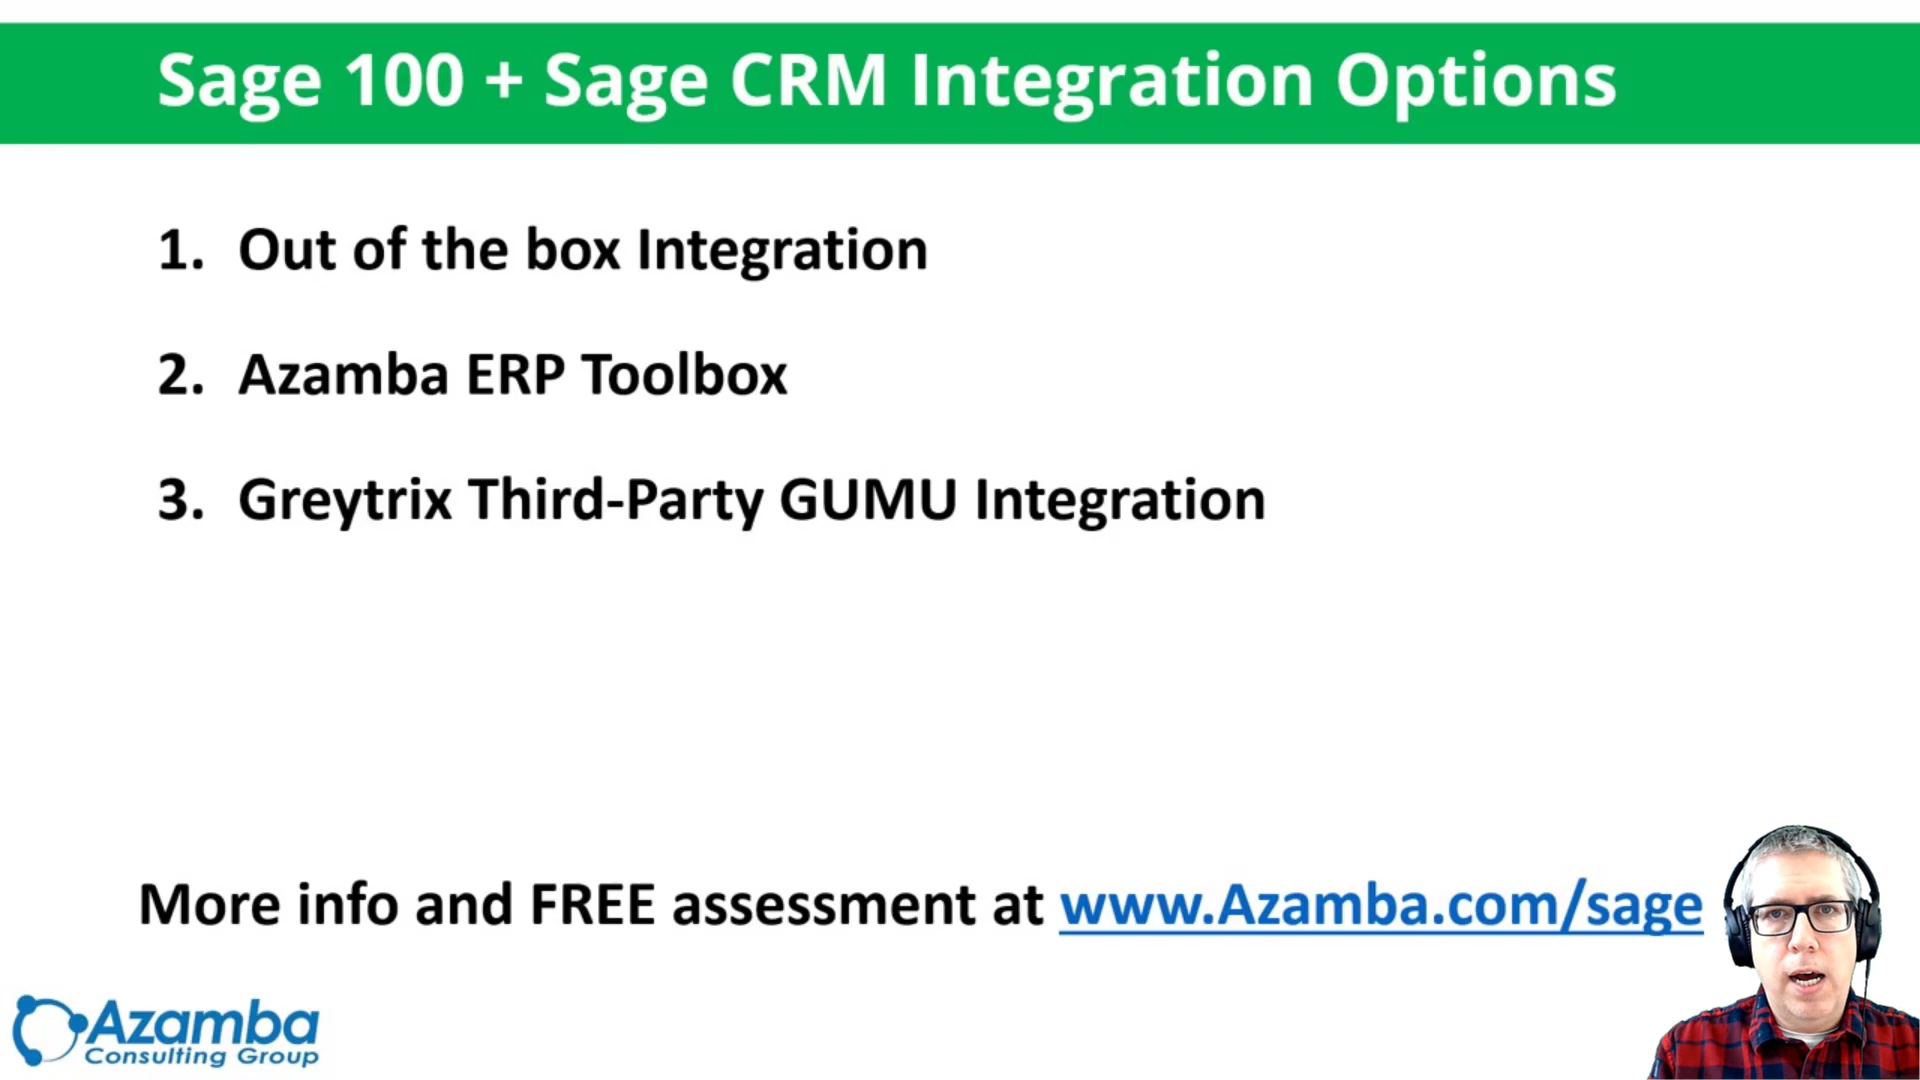 Sage 100 + Sage CRM Integration Options
1. Out of the box Integration
2. Azamba ERP Toolbox
3. Greytrix Third-Party GUMU Integration
More info and FREE assessment at www.Azamba.com/sage
Azamba
Consulting Group